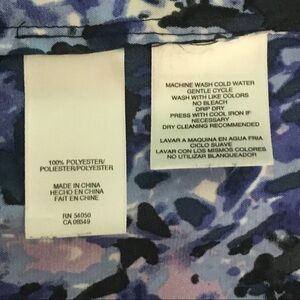 100% POLYESTER/
POLIESTER/POLYESTER
MADE IN CHINA
HECHO EN CHINA
FAIT EN CHINE
RN 54050
CA 08549
MACHINE WASH COLD WATER
GENTLE CYCLE
WASH WITH LIKE COLORS
NO BLEACH
DRIP DRY
PRESS WITH COOL IRON IF
NECESSARY
DRY CLEANING RECOMMENDED
LAVAR A MAQUINA EN AGUA FRIA
CICLO SUAVE
LAVAR CON LOS MISMOS COLORES
NO UTILIZAR BLANQUEADOR